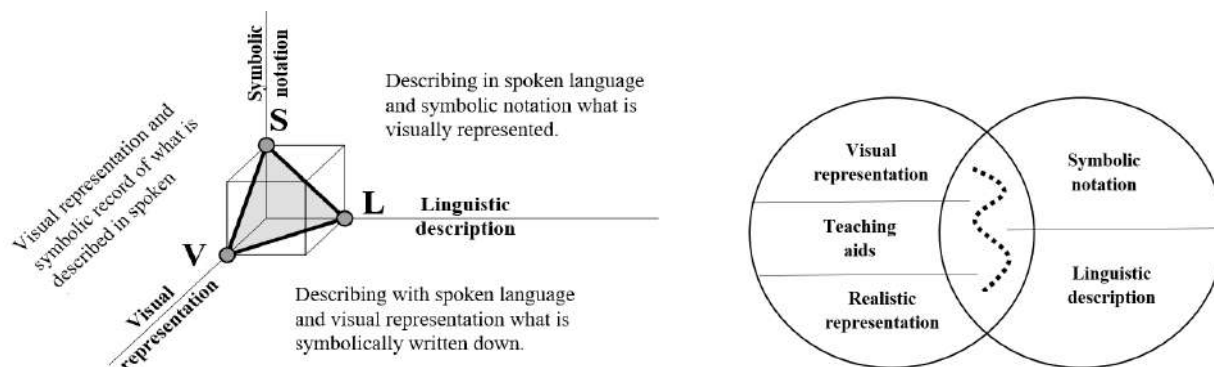 Symbolic
notation
S
Describing in spoken language
and symbolic notation what is
visually represented.
Visual representation and
symbolic record of what is
described in spoken
L
Linguistic
description
V
Visual
representation
Describing with spoken language
and visual representation what is
symbolically written down.
Visual
representation
Teaching
aids
Realistic
representation
Symbolic
notation
Linguistic
description